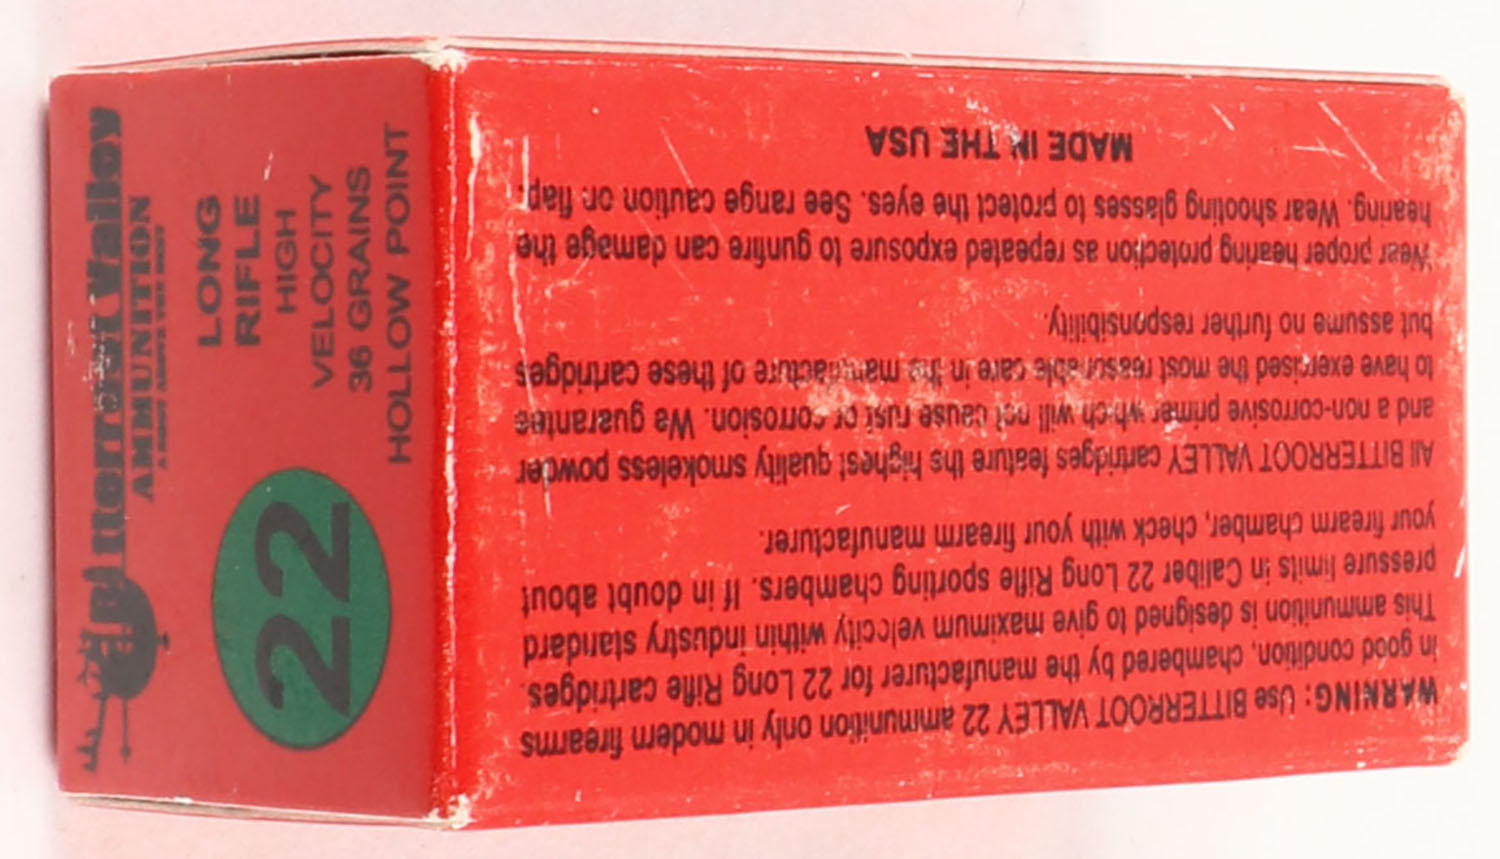 Bitterroot Valley
AMMUNITION
22
LONG
RIFLE
HIGH
VELOCITY
36 GRAINS
HOLLOW POINT
WARNING: Use BITTERROOT VALLEY 22 ammunition only in modern firearms
in good condition, chambered by the manufacturer for 22 Long Rifle cartridges.
This ammunition is designed to give maximum velocity within industry standard
pressure limits in Caliber 22 Long Rifle sporting chambers. If in doubt about
your firearm chamber, check with your firearm manufacturer.
All BITTERROOT VALLEY cartridges feature the highest quality smokeless powder
and a non-corrosive primer which will not cause rust or corrosion. We guarantee
to have exercised the most reasonable care in the manufacture of these cartridges
but assume no further responsibility.
Wear proper hearing protection as repeated exposure to gunfire can damage the
hearing. Wear shooting glasses to protect the eyes. See range caution on flap.
MADE IN THE USA